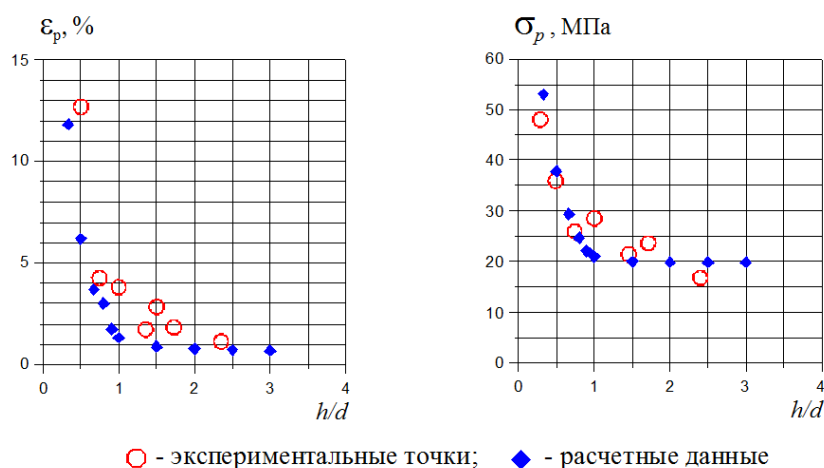 εр, %
15
10
5
0
0 1 2 3 4
h/d
σp , МПа
60
50
40
30
20
10
0
0 1 2 3 4
h/d
- экспериментальные точки; - расчетные данные